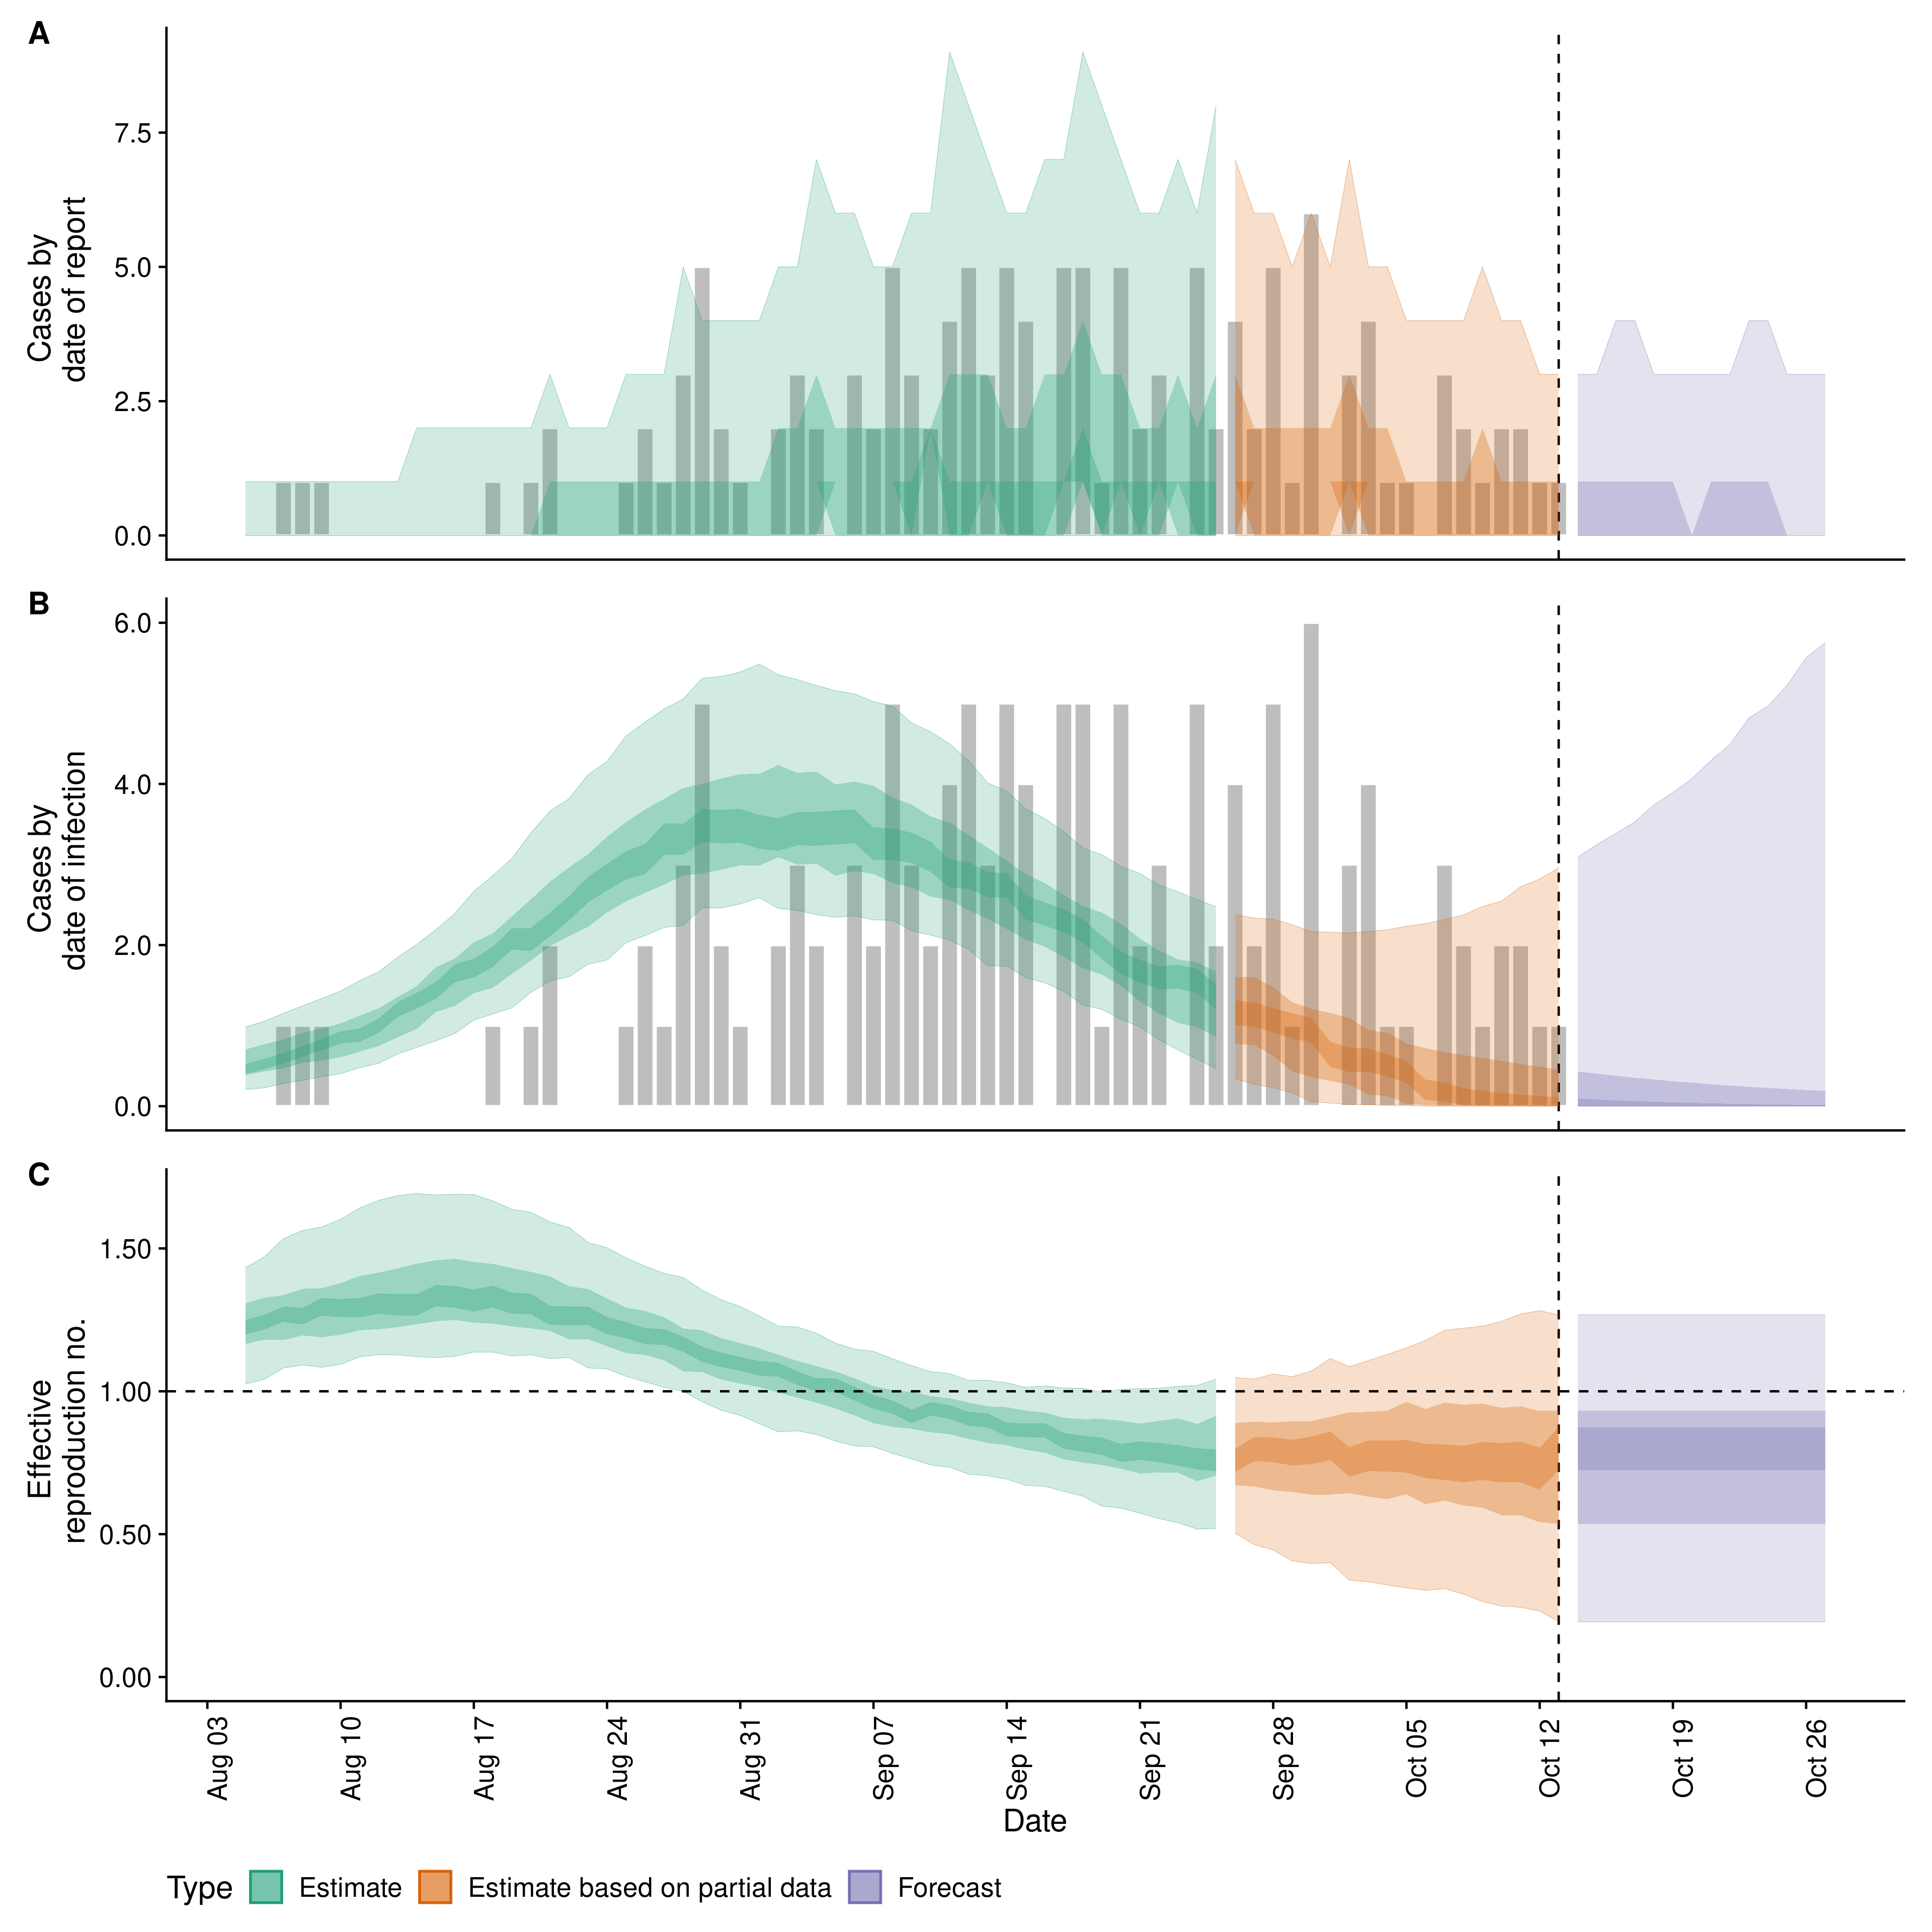 A
7.5
5.0
2.5
0.0
Cases by
date of report
B
6.0
4.0
2.0
0.0
Cases by
date of infection
C
1.50
1.00
0.50
0.00
Effective
reproduction no.
Aug 03
Aug 10
Aug 17
Aug 24
Aug 31
Sep 07
Sep 14
Sep 21
Sep 28
Oct 05
Oct 12
Oct 19
Oct 26
Date
Type Estimate Estimate based on partial data Forecast